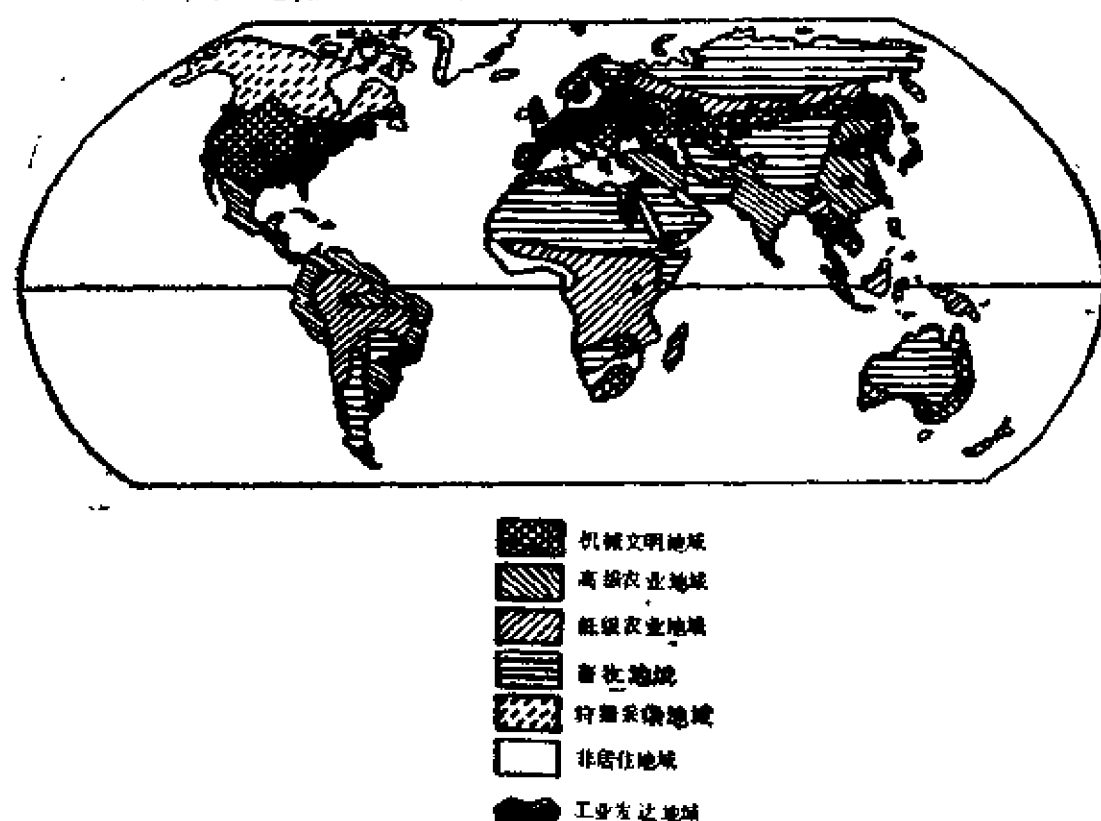 机械文明地域
高级农业地域
低级农业地域
畜牧地域
狩猎采集地域
非居住地域
工业发达地域